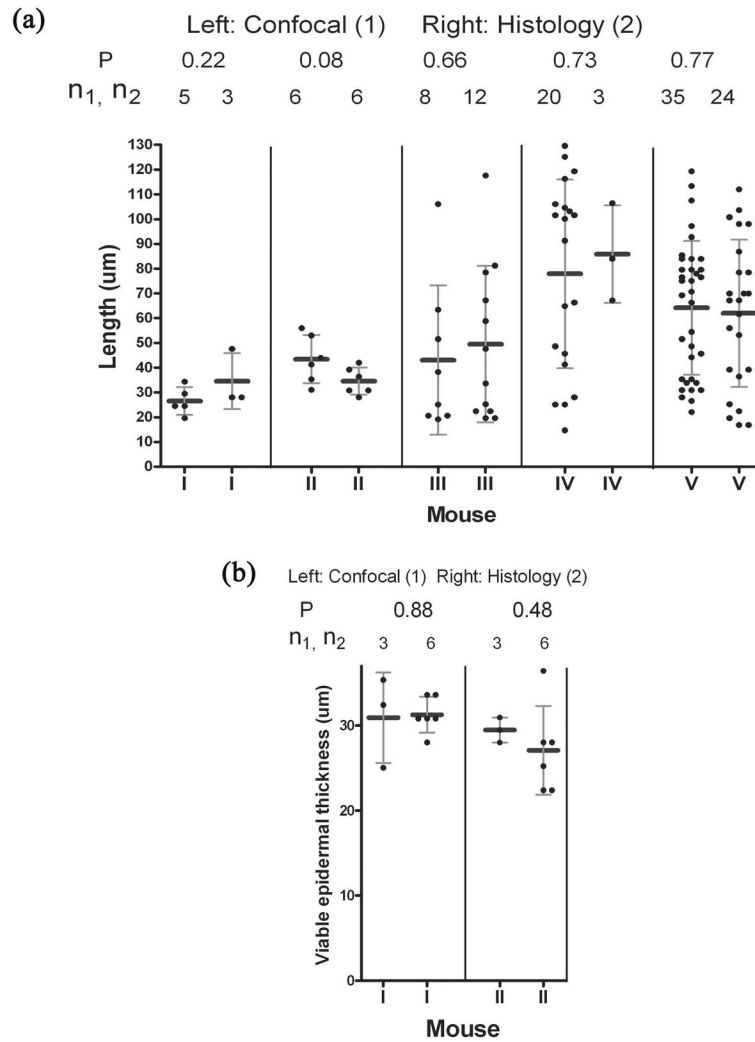 (a)
Left: Confocal (1) Right: Histology (2)
P 0.22 0.08 0.66 0.73 0.77
n1, n2 5 3 6 6 8 12 20 3 35 24
130
120
110
100
90
80
70
60
50
40
30
20
10
0
Length (um)
I I II II III III IV IV V V
Mouse
(b)
Left: Confocal (1) Right: Histology (2)
P 0.88 0.48
n1, n2 3 6 3 6
30
20
10
0
Viable epidermal thickness (um)
I I II II
Mouse